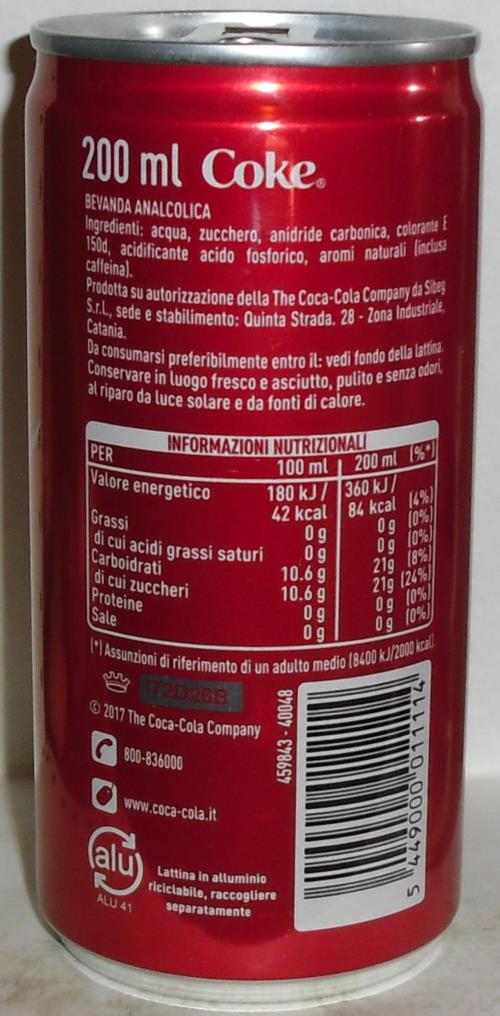 200 ml Coke®
BEVANDA ANALCOLICA
Ingredienti: acqua, zucchero, anidride carbonica, colorante E
150d, acidificante acido fosforico, aromi naturali (inclusa
caffeina).
Prodotta su autorizzazione della The Coca-Cola Company da Sibeg
S.r.l., sede e stabilimento: Quinta Strada. 28 - Zona Industriale,
Catania.
Da consumarsi preferibilmente entro il: vedi fondo della lattina.
Conservare in luogo fresco e asciutto, pulito e senza odori,
al riparo da luce solare e da fonti di calore.
INFORMAZIONI NUTRIZIONALI
PER 100 ml 200 ml (%*)
Valore energetico 180 kJ / 360 kJ /
42 kcal 84 kcal (4%)
Grassi 0 g 0 g (0%)
di cui acidi grassi saturi 0 g 0 g (0%)
Carboidrati 10.6 g 21g (8%)
di cui zuccheri 10.6 g 21g (24%)
Proteine 0 g 0 g (0%)
Sale 0 g 0 g (0%)
(*) Assunzioni di riferimento di un adulto medio (8400 kJ/2000 kcal).
172D26B
© 2017 The Coca-Cola Company
800-836000
www.coca-cola.it
alu
ALU 41
Lattina in alluminio
riciclabile, raccogliere
separatamente
459843 - 40048
5 449000 011114